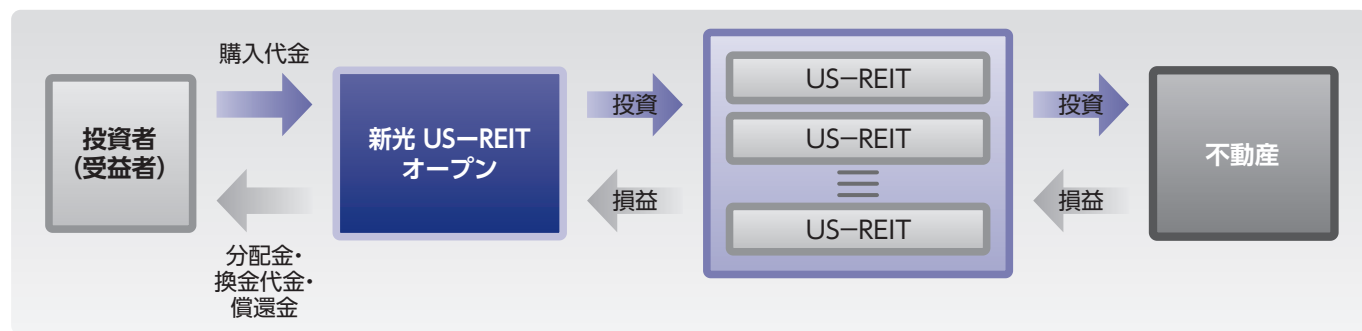 購入代金
投資者
（受益者）
分配金・
換金代金・
償還金
新光 US−REIT
オープン
投資
損益
US−REIT
US−REIT
US−REIT
投資
損益
不動産